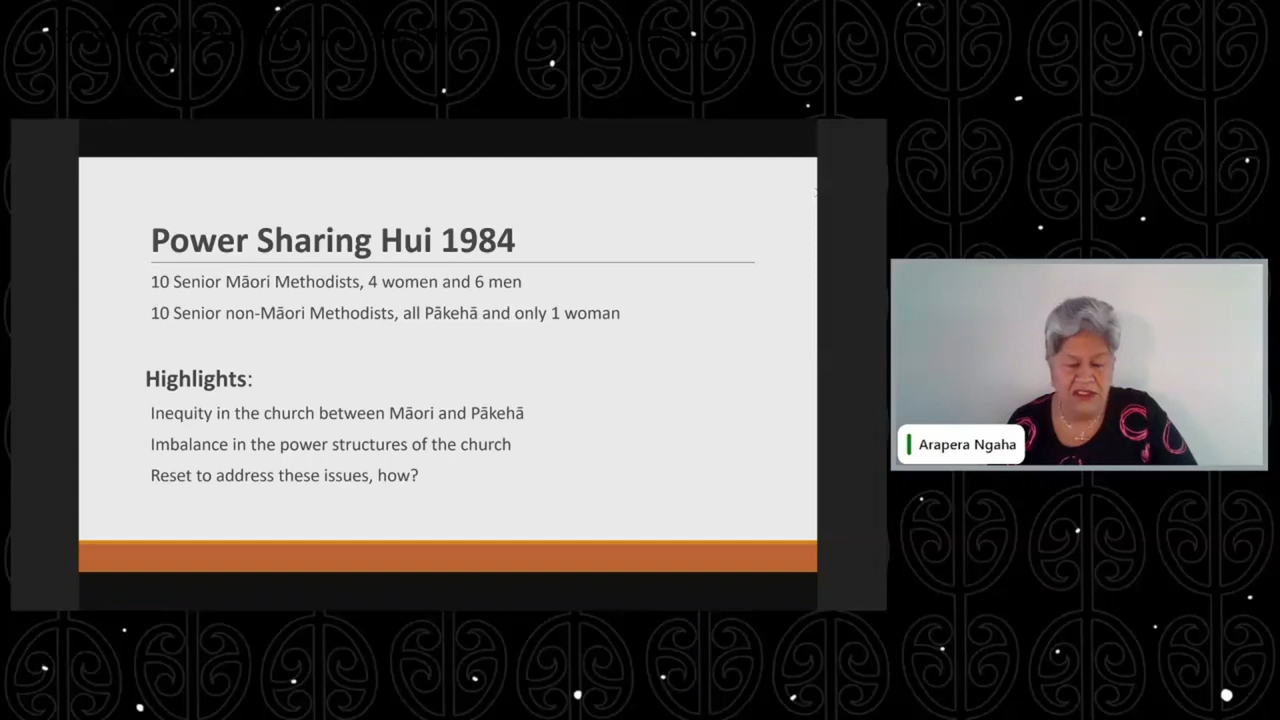 Power Sharing Hui 1984
10 Senior Māori Methodists, 4 women and 6 men
10 Senior non-Māori Methodists, all Pākehā and only 1 woman
Highlights:
Inequity in the church between Māori and Pākehā
Imbalance in the power structures of the church
Reset to address these issues, how?
Arapera Ngaha